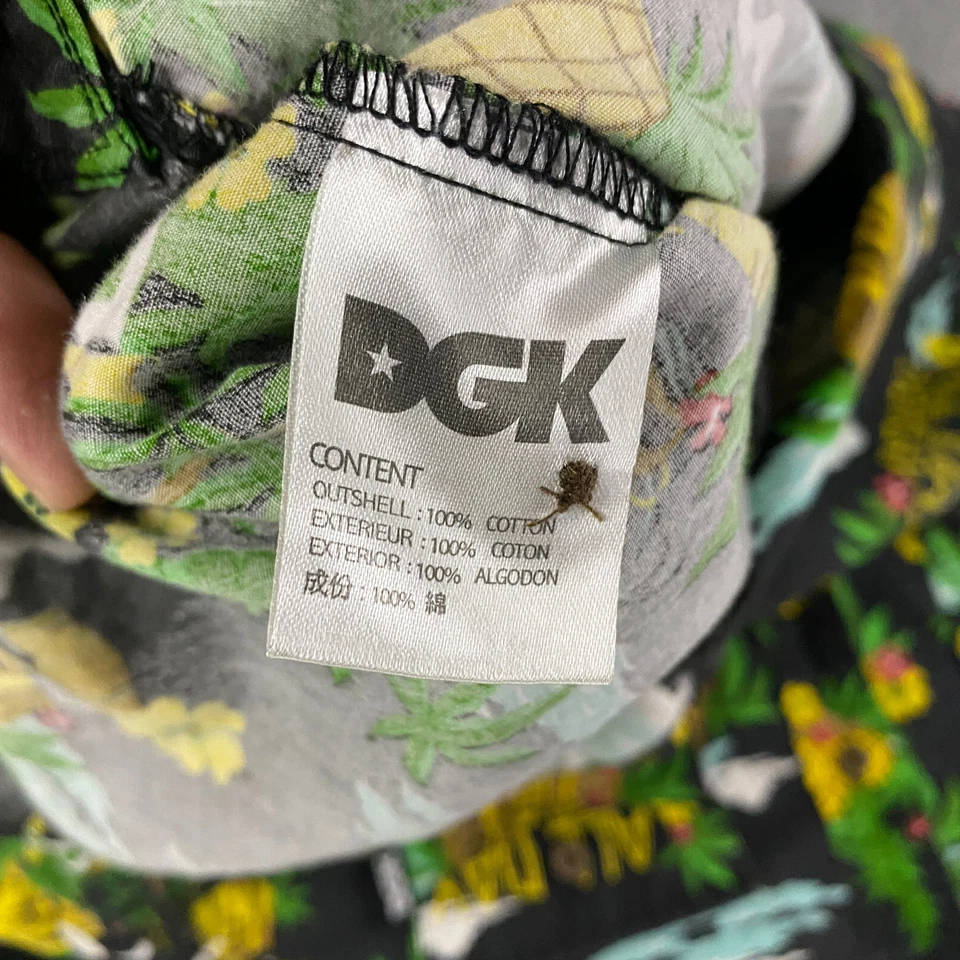 DGK
CONTENT
OUTSHELL : 100% COTTON
EXTERIEUR : 100% COTON
EXTERIOR : 100% ALGODON
成份 : 100% 綿